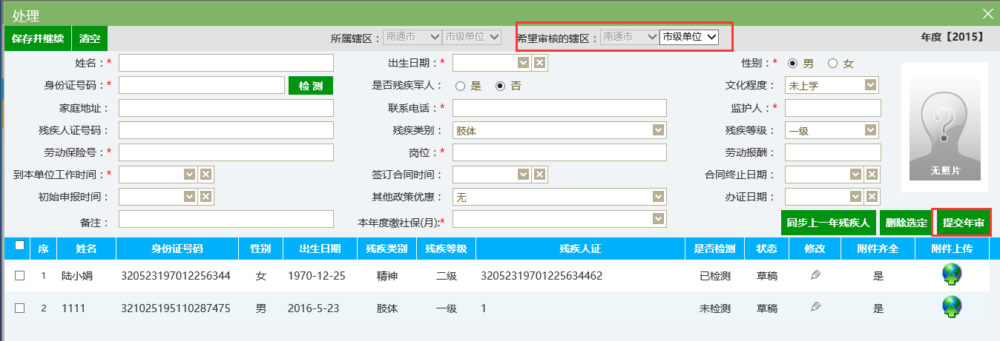 处理
保存并继续 清空 所属辖区： 南通市 市级单位 希望审核的辖区： 南通市 市级单位 年度【2015】
姓名：* 出生日期：* 性别：* 男 女
身份证号码：* 检 测 是否残疾军人： 是 否 文化程度： 未上学
家庭地址： 联系电话：* 监护人：*
残疾人证号码： 残疾类别： 肢体 残疾等级： 一级
劳动保险号：* 岗位：* 劳动报酬：
到本单位工作时间：* 签订合同时间： 合同终止日期： 无照片
初始申报时间： 其他政策优惠： 无 办证日期：
备注： 本年度缴社保(月):* 同步上一年残疾人 删除选定 提交年审
序 姓名 身份证号码 性别 出生日期 残疾类别 残疾等级 残疾人证 是否检测 状态 修改 附件齐全 附件上传
1 陆小娟 320523197012256344 女 1970-12-25 精神 二级 32052319701225634462 已检测 草稿 是
2 1111 321025195110287475 男 2016-5-23 肢体 一级 1 未检测 草稿 是